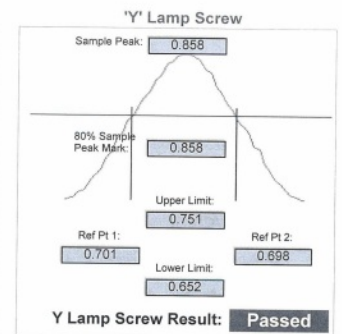 'Y' Lamp Screw
Sample Peak: 0.858
80% Sample
Peak Mark: 0.858
Upper Limit:
0.751
Ref Pt 1: Ref Pt 2:
0.701 0.698
Lower Limit:
0.652
Y Lamp Screw Result: Passed